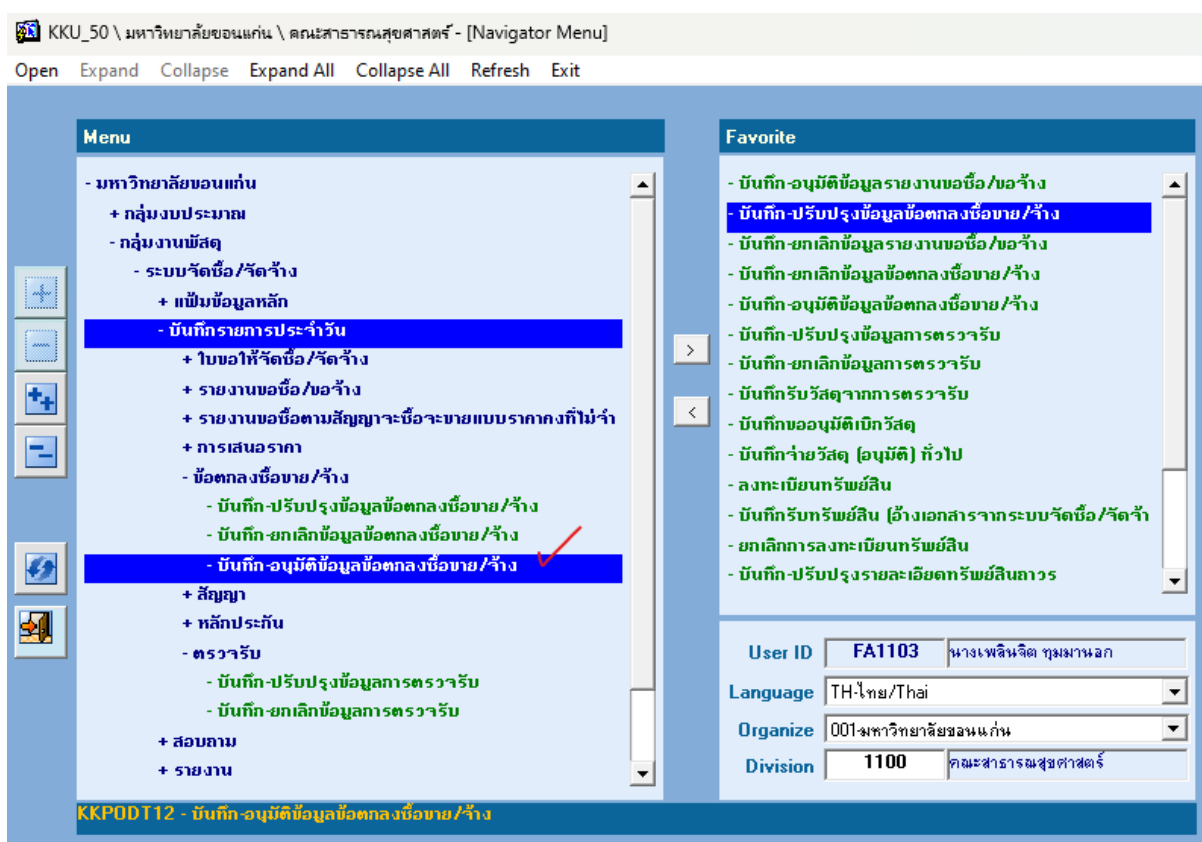 KKU_50 \ มหาวิทยาลัยขอนแก่น \ คณะสาธารณสุขศาสตร์ - [Navigator Menu]
Open Expand Collapse Expand All Collapse All Refresh Exit
Menu
- มหาวิทยาลัยขอนแก่น
+ กลุ่มงบประมาณ
- กลุ่มงานพัสดุ
- ระบบจัดซื้อ/จัดจ้าง
+ แฟ้มข้อมูลหลัก
- บันทึกรายการประจำวัน
+ ใบขอให้จัดซื้อ/จัดจ้าง
+ รายงานขอซื้อ/ขอจ้าง
+ รายงานขอซื้อตามสัญญาจะซื้อจะขายแบบราคาคงที่ไม่จำ
+ การเสนอราคา
- ข้อตกลงซื้อขาย/จ้าง
- บันทึก-ปรับปรุงข้อมูลข้อตกลงซื้อขาย/จ้าง
- บันทึก-ยกเลิกข้อมูลข้อตกลงซื้อขาย/จ้าง
- บันทึก-อนุมัติข้อมูลข้อตกลงซื้อขาย/จ้าง
+ สัญญา
+ หลักประกัน
- ตรวจรับ
- บันทึก-ปรับปรุงข้อมูลการตรวจรับ
- บันทึก-ยกเลิกข้อมูลการตรวจรับ
+ สอบถาม
+ รายงาน
>
<
Favorite
- บันทึก-อนุมัติข้อมูลรายงานขอซื้อ/ขอจ้าง
- บันทึก-ปรับปรุงข้อมูลข้อตกลงซื้อขาย/จ้าง
- บันทึก-ยกเลิกข้อมูลรายงานขอซื้อ/ขอจ้าง
- บันทึก-ยกเลิกข้อมูลข้อตกลงซื้อขาย/จ้าง
- บันทึก-อนุมัติข้อมูลข้อตกลงซื้อขาย/จ้าง
- บันทึก-ปรับปรุงข้อมูลการตรวจรับ
- บันทึก-ยกเลิกข้อมูลการตรวจรับ
- บันทึกรับวัสดุจากการตรวจรับ
- บันทึกขออนุมัติเบิกวัสดุ
- บันทึกจ่ายวัสดุ (อนุมัติ) ทั่วไป
- ลงทะเบียนทรัพย์สิน
- บันทึกรับทรัพย์สิน (อ้างเอกสารจากระบบจัดซื้อ/จัดจ้า
- ยกเลิกการลงทะเบียนทรัพย์สิน
- บันทึก-ปรับปรุงรายละเอียดทรัพย์สินถาวร
User ID FA1103 นางเพลินจิต ทุมมานอก
Language TH-ไทย/Thai
Organize 001-มหาวิทยาลัยขอนแก่น
Division 1100 คณะสาธารณสุขศาสตร์
KKPODT12 - บันทึก-อนุมัติข้อมูลข้อตกลงซื้อขาย/จ้าง